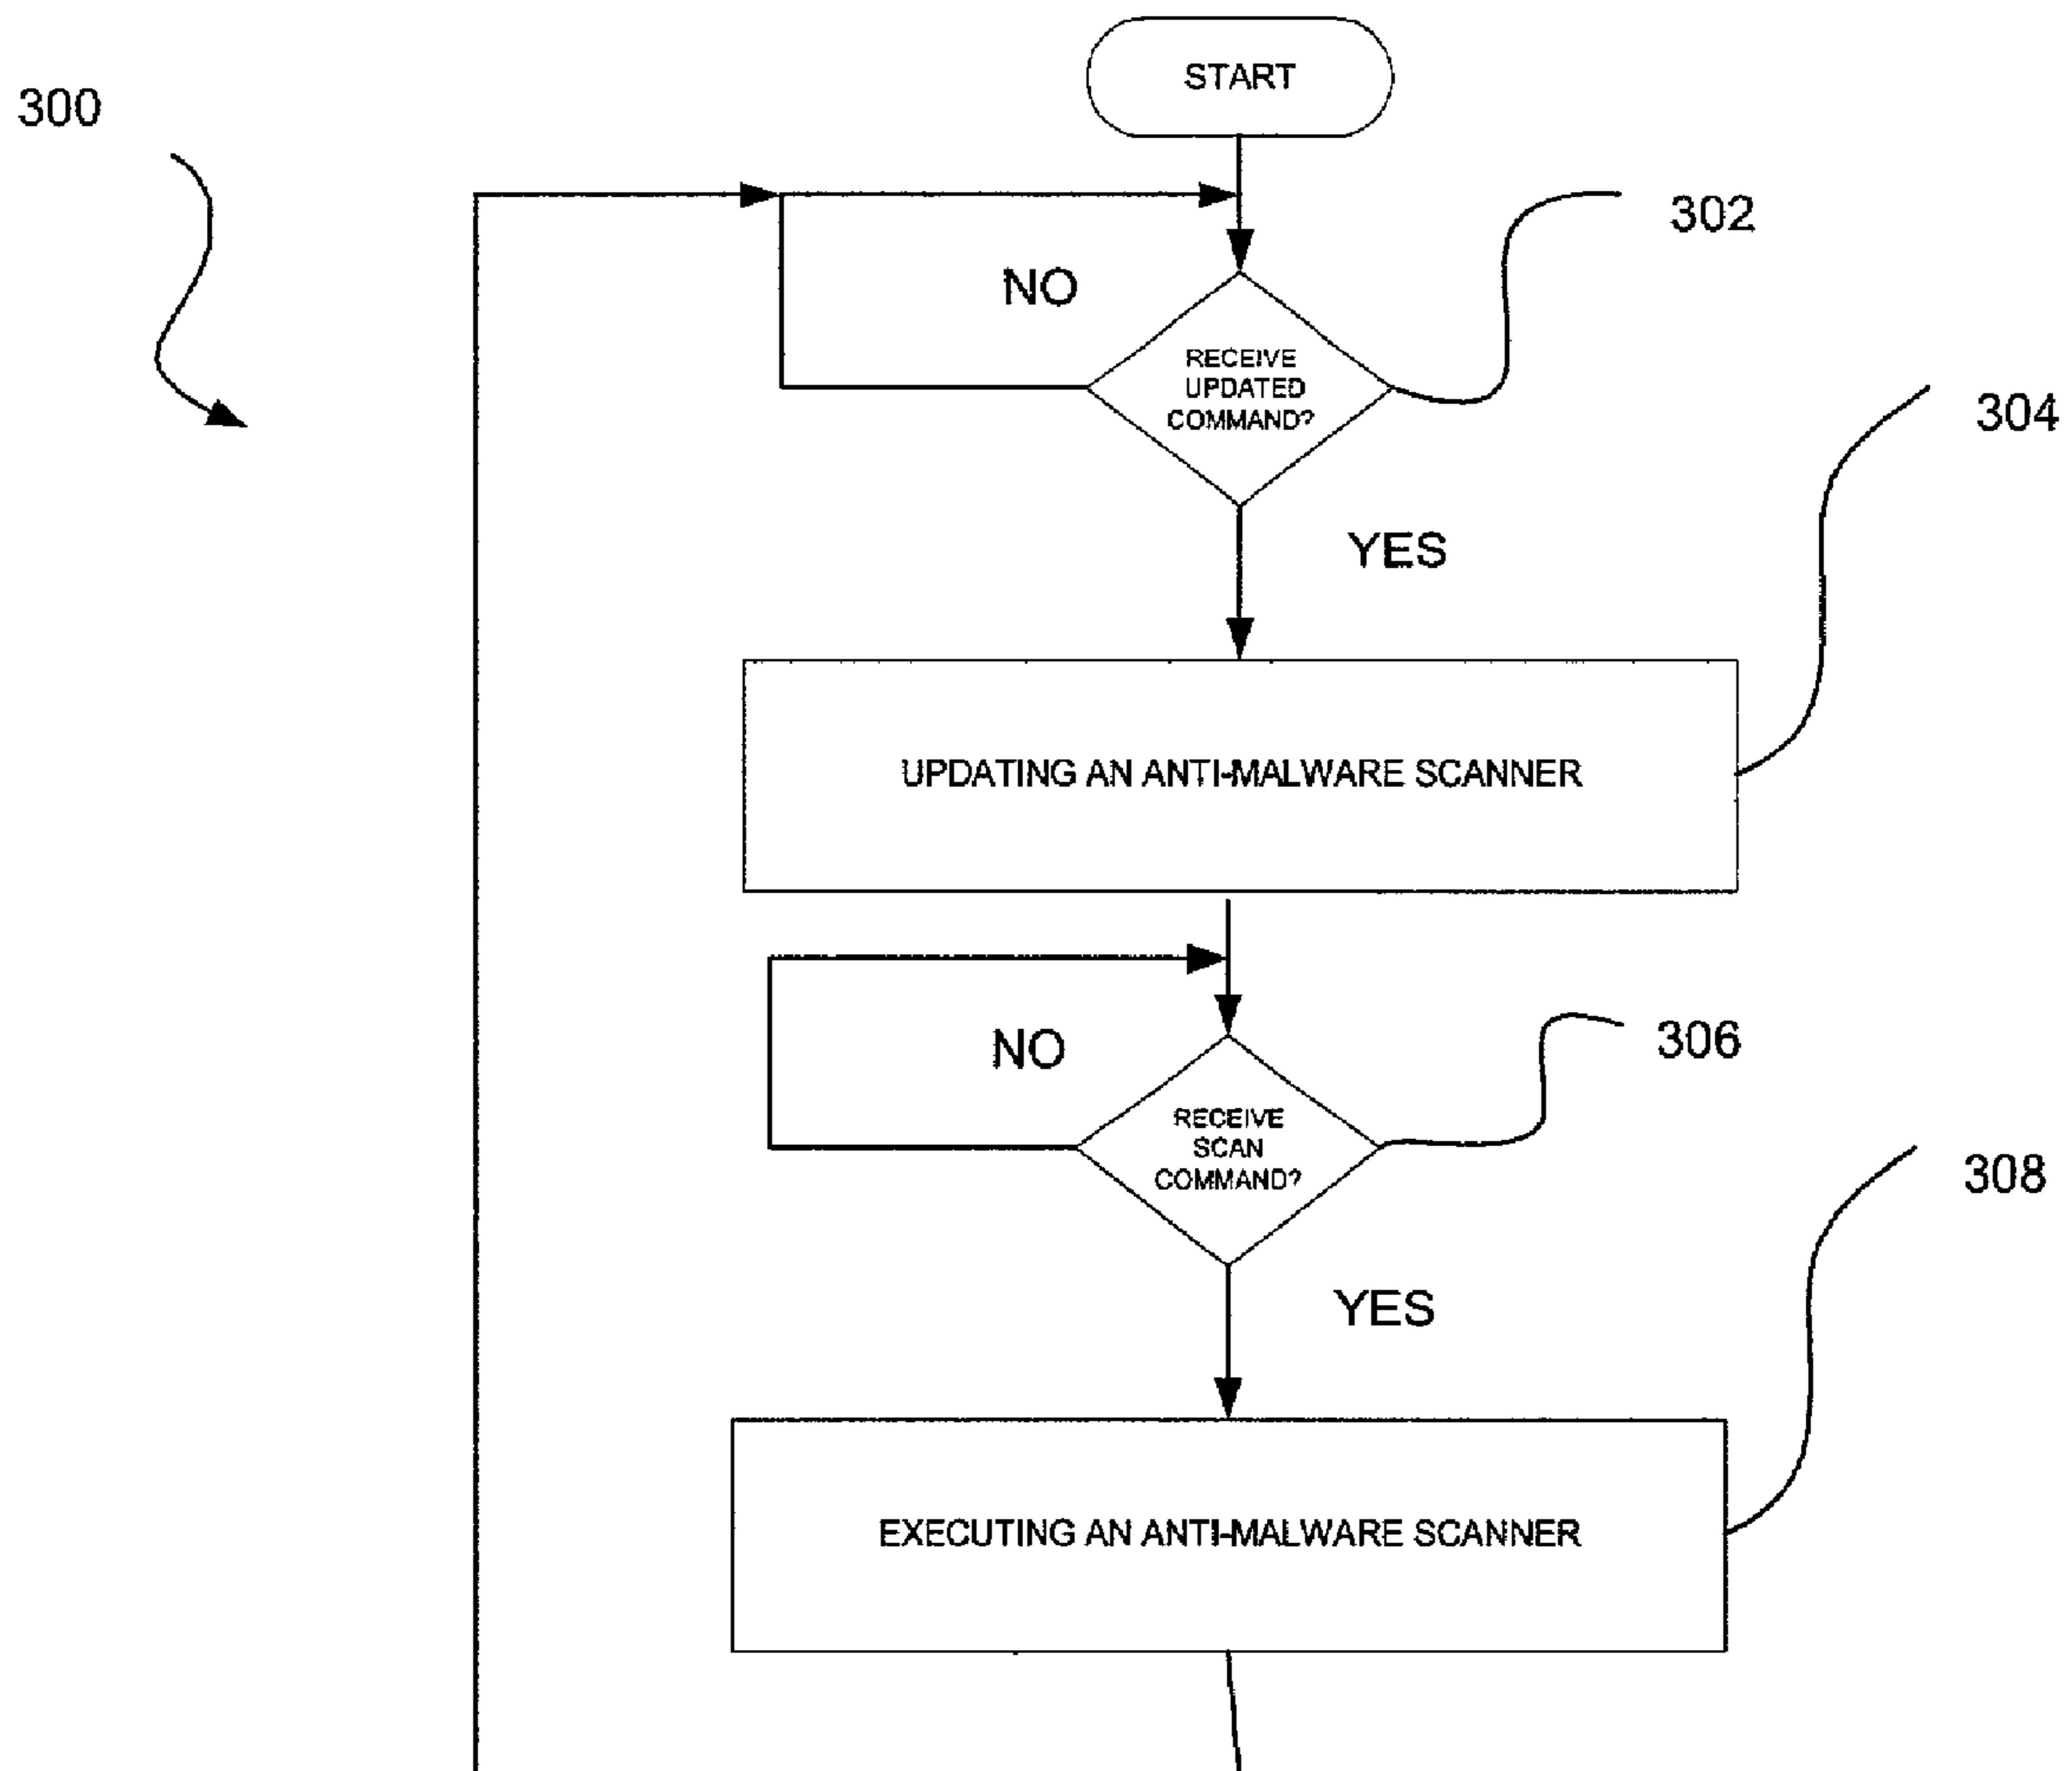 START
300
302
NO
RECEIVE
UPDATED
COMMAND?
304
YES
UPDATING AN ANTI-MALWARE SCANNER
NO
306
RECEIVE
SCAN
COMMAND?
308
YES
EXECUTING AN ANTI-MALWARE SCANNER